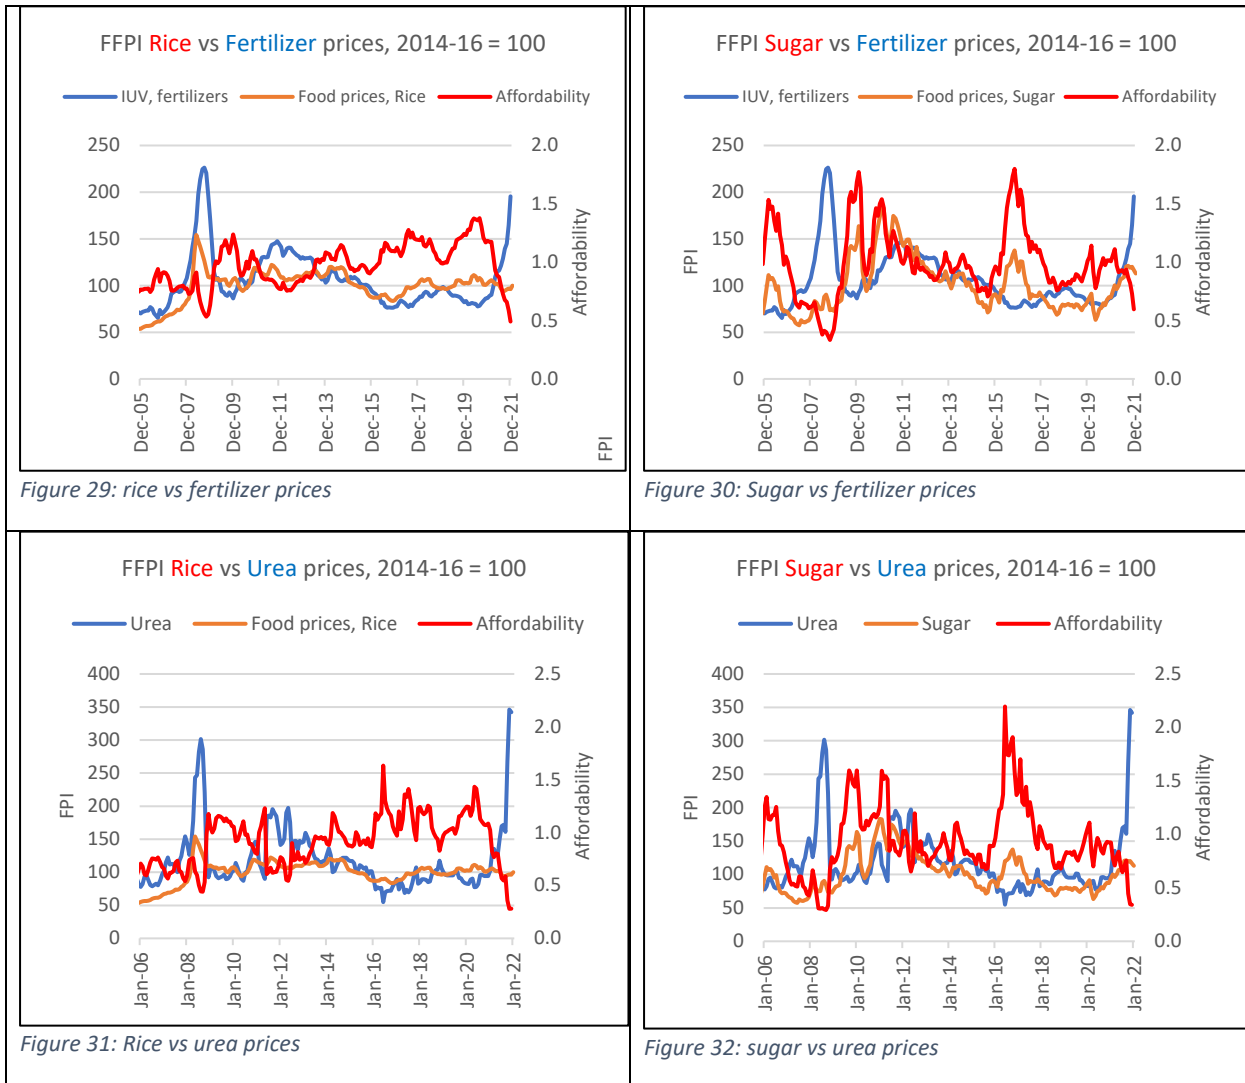 FFPI Rice vs Fertilizer prices, 2014-16 = 100
IUV, fertilizers Food prices, Rice Affordability
250
200
150
100
50
0
2.0
1.5
1.0
0.5
0.0
Affordability
Dec-05
Dec-07
Dec-09
Dec-11
Dec-13
Dec-15
Dec-17
Dec-19
Dec-21
FPI
Figure 29: rice vs fertilizer prices
FFPI Sugar vs Fertilizer prices, 2014-16 = 100
IUV, fertilizers Food prices, Sugar Affordability
FPI
250
200
150
100
50
0
2.0
1.5
1.0
0.5
0.0
Affordability
Dec-05
Dec-07
Dec-09
Dec-11
Dec-13
Dec-15
Dec-17
Dec-19
Dec-21
Figure 30: Sugar vs fertilizer prices
FFPI Rice vs Urea prices, 2014-16 = 100
Urea Food prices, Rice Affordability
FPI
400
350
300
250
200
150
100
50
0
2.5
2.0
1.5
1.0
0.5
0.0
Affordability
Jan-06
Jan-08
Jan-10
Jan-12
Jan-14
Jan-16
Jan-18
Jan-20
Jan-22
Figure 31: Rice vs urea prices
FFPI Sugar vs Urea prices, 2014-16 = 100
Urea Sugar Affordability
FPI
400
350
300
250
200
150
100
50
0
2.5
2.0
1.5
1.0
0.5
0.0
Affordability
Jan-06
Jan-08
Jan-10
Jan-12
Jan-14
Jan-16
Jan-18
Jan-20
Jan-22
Figure 32: sugar vs urea prices